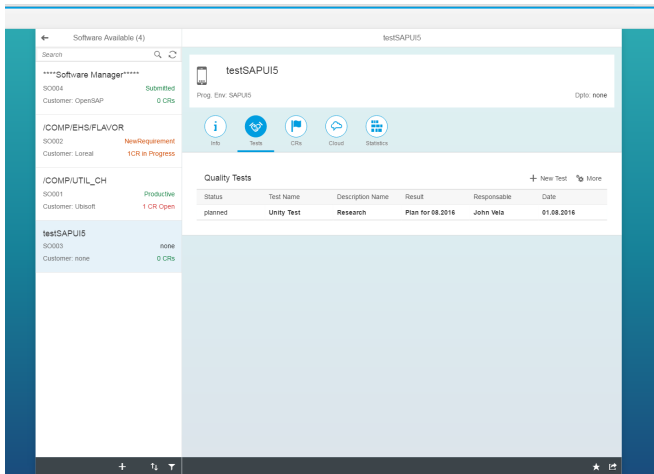 Software Available (4)
testSAPUI5
Search
****Software Manager*****
SO004 Submitted
Customer: OpenSAP 0 CRs
/COMP/EHS/FLAVOR
SO002 NewRequirement
Customer: Loreal 1CR in Progress
/COMP/UTIL_CH
SO001 Productive
Customer: Ubisoft 1 CR Open
testSAPUI5
SO003 none
Customer: none 0 CRs
testSAPUI5
Prog. Env. SAPUI5 Dpto: none
Info Tests CRs Cloud Statistics
Quality Tests New Test More
Status Test Name Description Name Result Responsable Date
planned Unity Test Research Plan for 08.2016 John Vela 01.08.2016